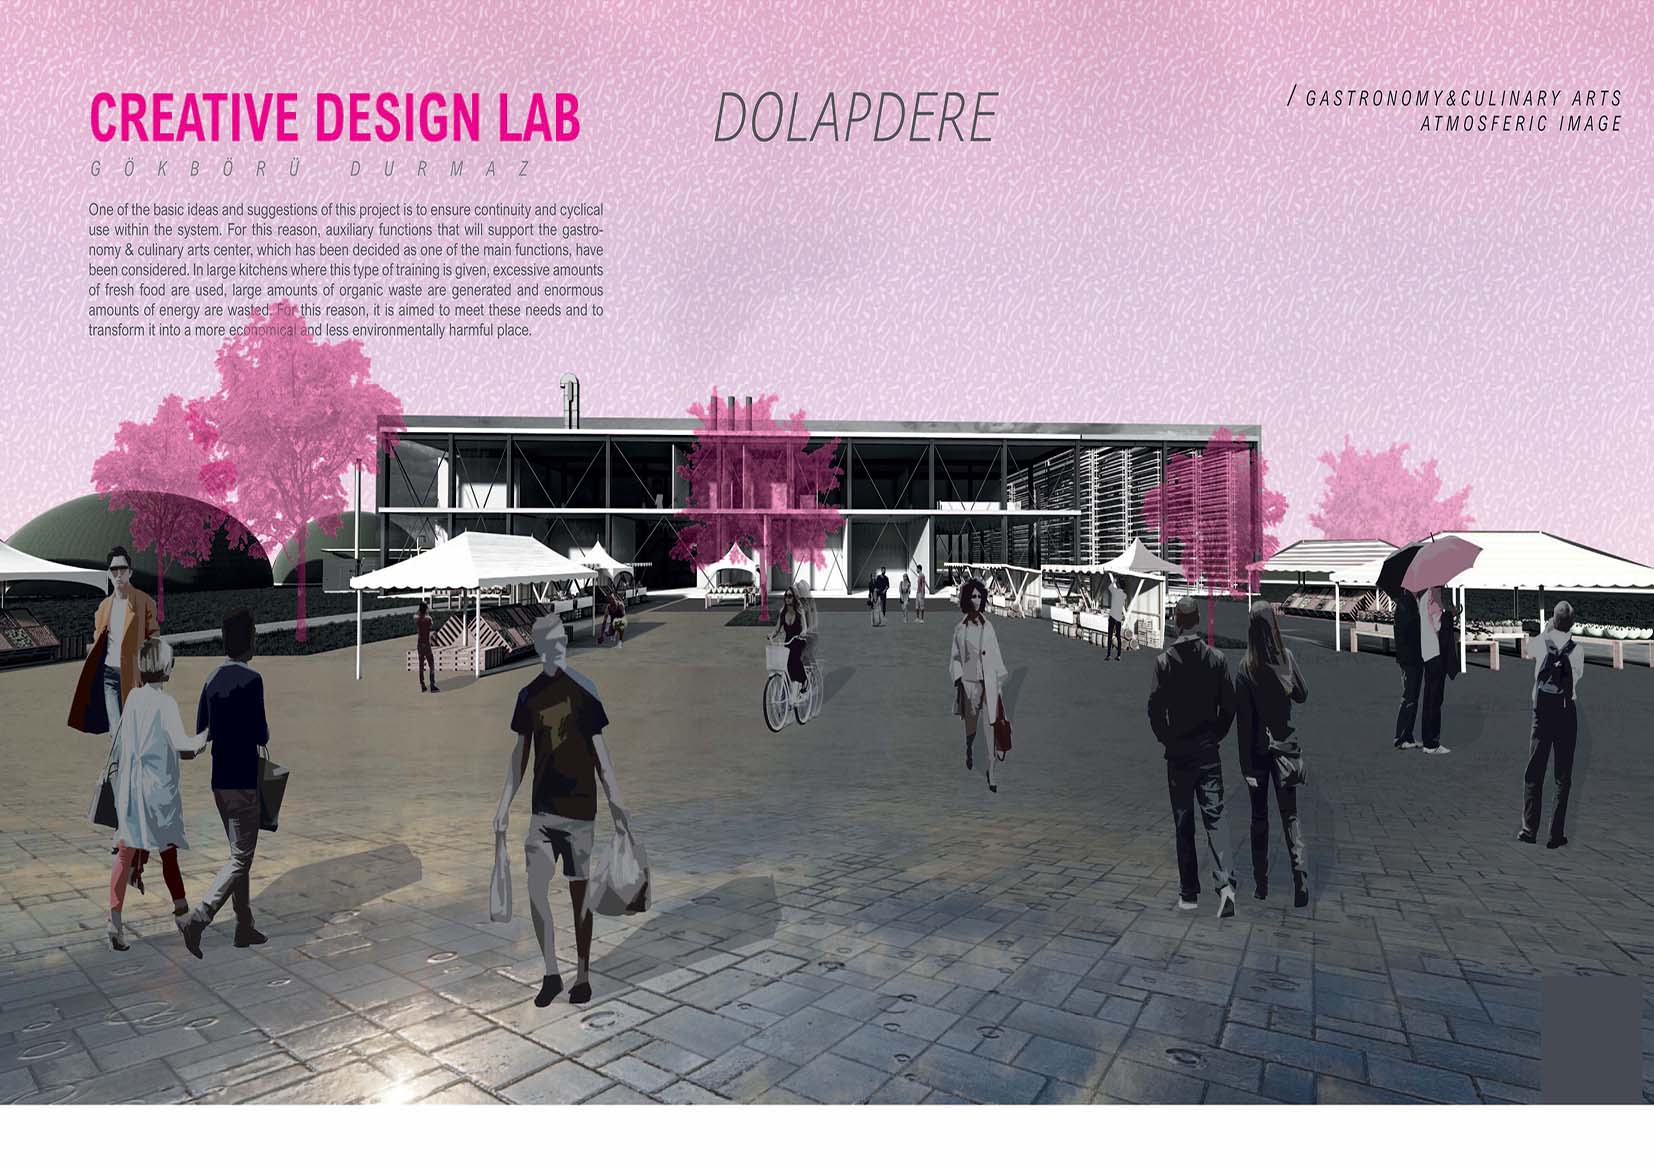 CREATIVE DESIGN LAB
GÖKBÖRÜ DURMAZ
One of the basic ideas and suggestions of this project is to ensure continuity and cyclical
use within the system. For this reason, auxiliary functions that will support the gastro-
nomy & culinary arts center, which has been decided as one of the main functions, have
been considered. In large kitchens where this type of training is given, excessive amounts
of fresh food are used, large amounts of organic waste are generated and enormous
amounts of energy are wasted. For this reason, it is aimed to meet these needs and to
transform it into a more economical and less environmentally harmful place.
DOLAPDERE
/ GASTRONOMY&CULINARY ARTS
ATMOSFERIC IMAGE